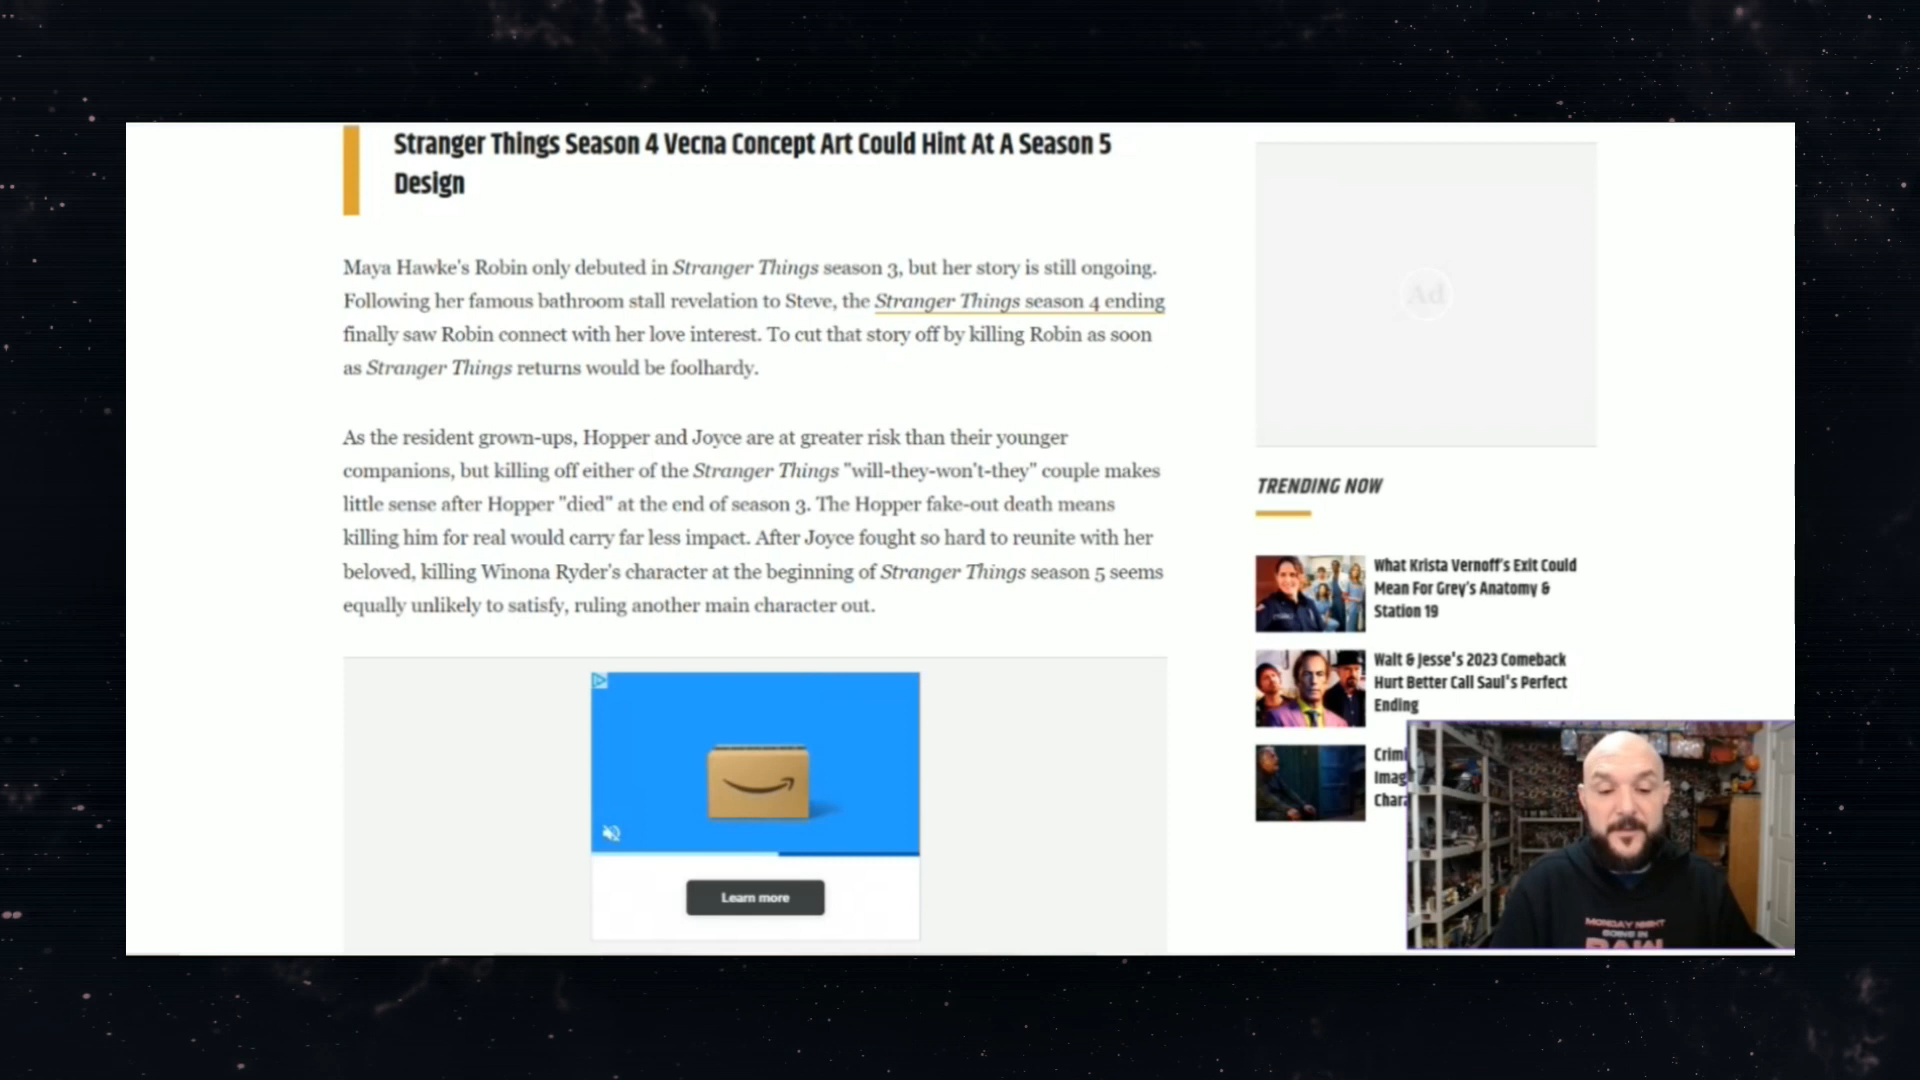 Stranger Things Season 4 Vecna Concept Art Could Hint At A Season 5
Design
Maya Hawke's Robin only debuted in Stranger Things season 3, but her story is still ongoing.
Following her famous bathroom stall revelation to Steve, the Stranger Things season 4 ending
finally saw Robin connect with her love interest. To cut that story off by killing Robin as soon
as Stranger Things returns would be foolhardy.
As the resident grown-ups, Hopper and Joyce are at greater risk than their younger
companions, but killing off either of the Stranger Things "will-they-won't-they" couple makes
little sense after Hopper "died" at the end of season 3. The Hopper fake-out death means
killing him for real would carry far less impact. After Joyce fought so hard to reunite with her
beloved, killing Winona Ryder's character at the beginning of Stranger Things season 5 seems
equally unlikely to satisfy, ruling another main character out.
Learn more
Ad
TRENDING NOW
What Krista Vernoff's Exit Could
Mean For Grey's Anatomy &
Station 19
Walt & Jesse's 2023 Comeback
Hurt Better Call Saul's Perfect
Ending
Crimi
Imag
Chara
MONDAY NIGHT
RAW